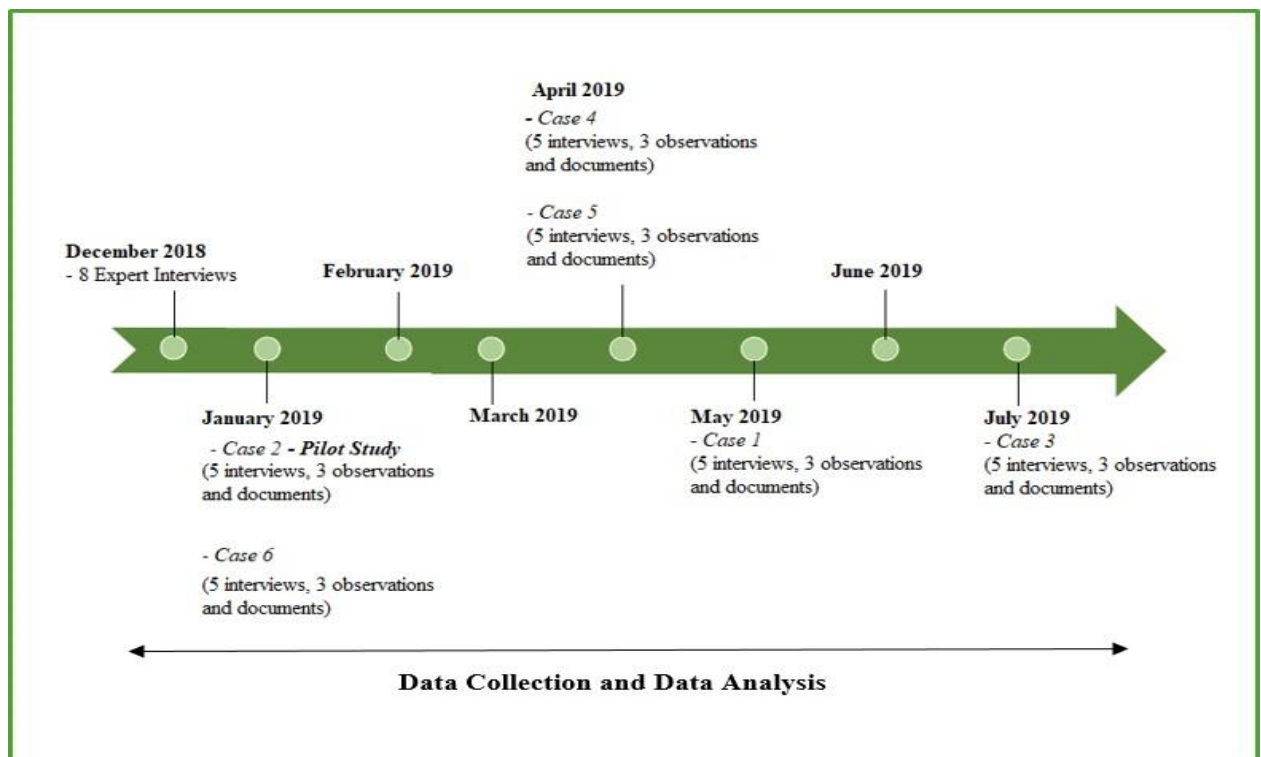 April 2019
- Case 4
(5 interviews, 3 observations
and documents)
- Case 5
(5 interviews, 3 observations
and documents)
December 2018
- 8 Expert Interviews
February 2019
June 2019
January 2019
- Case 2 - Pilot Study
(5 interviews, 3 observations
and documents)
- Case 6
(5 interviews, 3 observations
and documents)
March 2019
May 2019
- Case 1
(5 interviews, 3 observations
and documents)
July 2019
- Case 3
(5 interviews, 3 observations
and documents)
Data Collection and Data Analysis